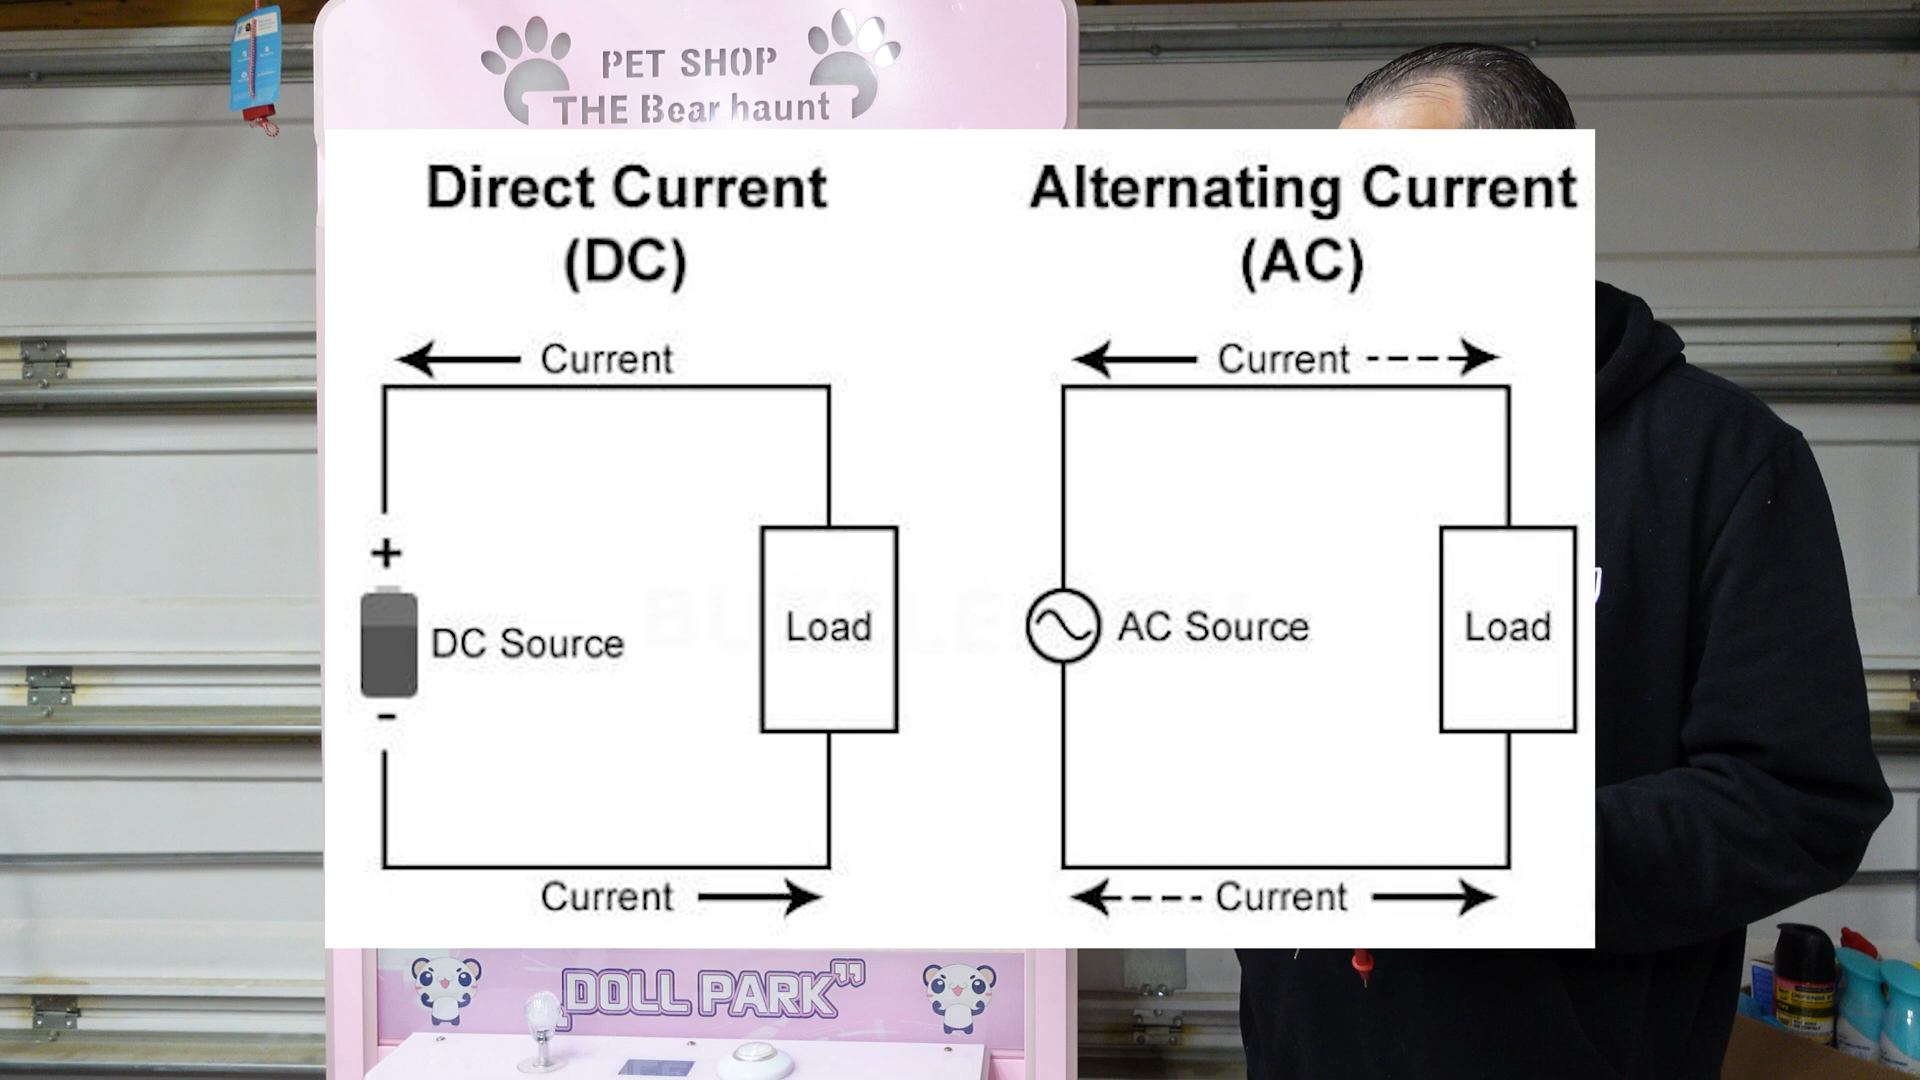 PET SHOP
THE Bear haunt
Direct Current
(DC)
Alternating Current
(AC)
Current
Current
+
DC Source
-
Load
AC Source
Load
Current
Current
DOLL PARK”